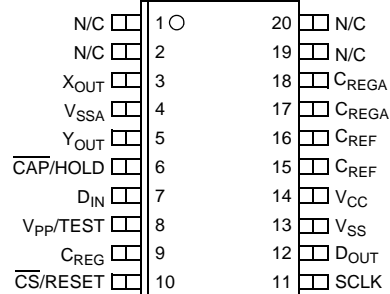 N/C 1 20 N/C
N/C 2 19 N/C
XOUT 3 18 CREGA
VSSA 4 17 CREGA
YOUT 5 16 CREF
CAP/HOLD 6 15 CREF
DIN 7 14 VCC
VPP/TEST 8 13 VSS
CREG 9 12 DOUT
CS/RESET 10 11 SCLK